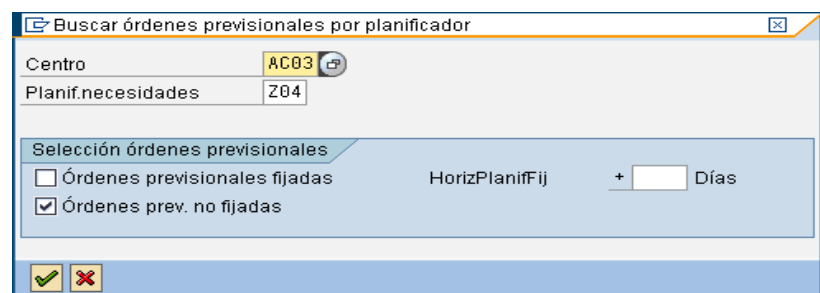 Buscar órdenes previsionales por planificador
Centro AC03
Planif.necesidades Z04
Selección órdenes previsionales
Órdenes previsionales fijadas HorizPlanifFij + Días
Órdenes prev. no fijadas